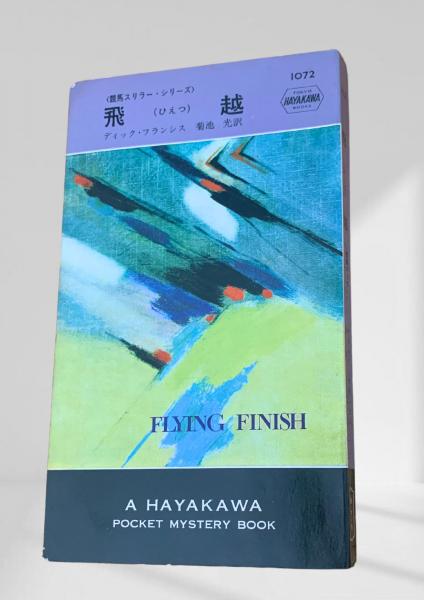 1072
TOKYO
HAYAKAWA
BOOKS
〈競馬スリラー・シリーズ〉
飛越
(ひえつ)
ディック・フランシス 菊池 光訳
FLYING FINISH
A HAYAKAWA
POCKET MYSTERY BOOK